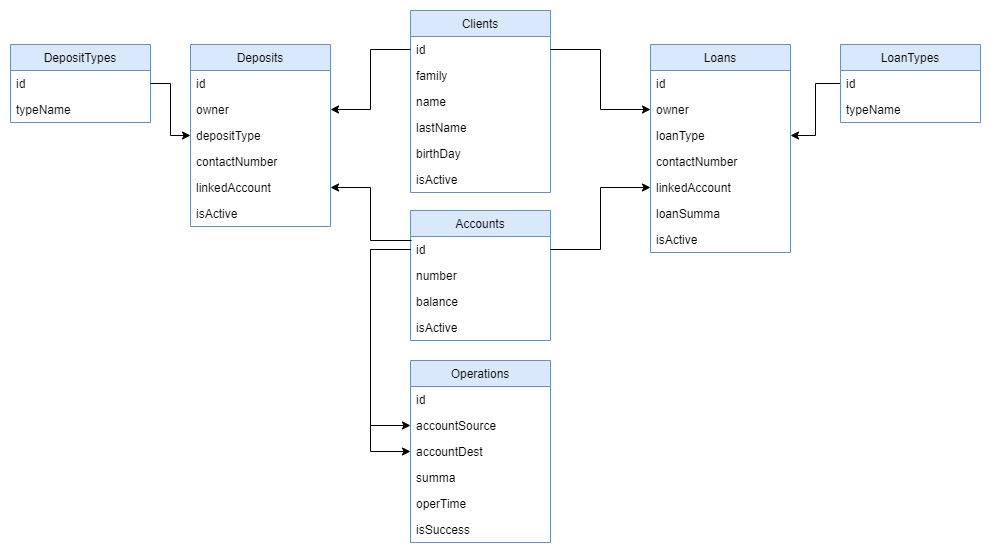 DepositTypes
id
typeName
Deposits
id
owner
depositType
contactNumber
linkedAccount
isActive
Clients
id
family
name
lastName
birthDay
isActive
Loans
id
owner
loanType
contactNumber
linkedAccount
loanSumma
isActive
LoanTypes
id
typeName
Accounts
id
number
balance
isActive
Operations
id
accountSource
accountDest
summa
operTime
isSuccess